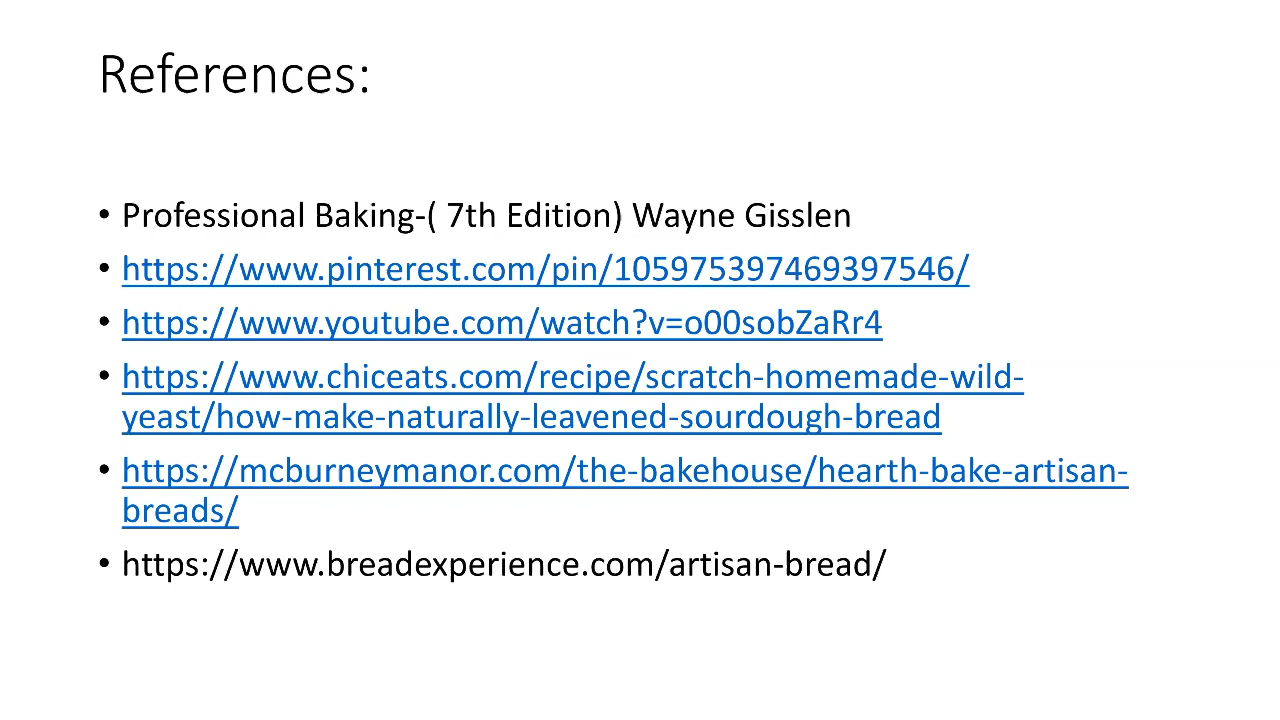 References:
• Professional Baking-( 7th Edition) Wayne Gisslen
• https://www.pinterest.com/pin/105975397469397546/
• https://www.youtube.com/watch?v=o00sobZaRr4
• https://www.chiceats.com/recipe/scratch-homemade-wild-
yeast/how-make-naturally-leavened-sourdough-bread
• https://mcburneymanor.com/the-bakehouse/hearth-bake-artisan-
breads/
• https://www.breadexperience.com/artisan-bread/